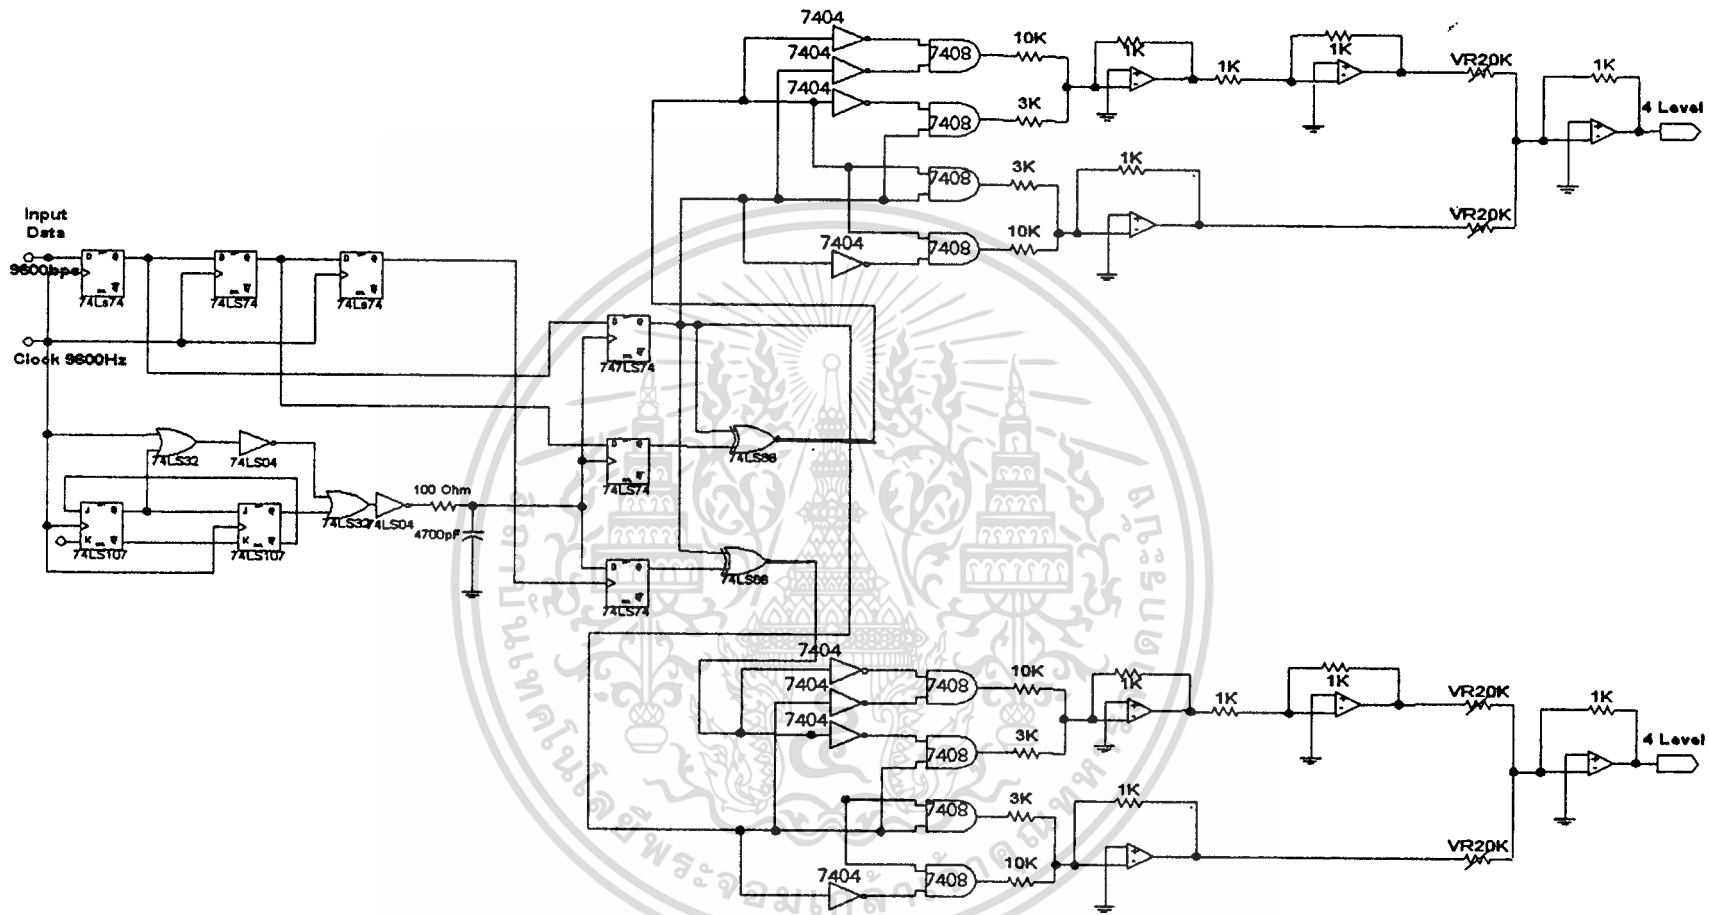 7404
7404
7404
7408
10K
1K
1K
1K
VR20K
1K
4 Level
7408
3K
7408
3K
1K
7404
7408
10K
VR20K
Input
Data
9600bps
Clock 9600Hz
D Q
74Ls74
D Q
74LS74
D Q
74Ls74
D Q
747LS74
D Q
74LS74
D Q
74LS74
74LS32
74LS04
74LS32
74LS04
100 Ohm
4700pF
J Q
K
74LS107
J Q
K
74LS107
7404
7404
7404
7408
10K
1K
1K
1K
VR20K
1K
4 Level
7408
3K
7408
3K
1K
7404
7408
10K
VR20K